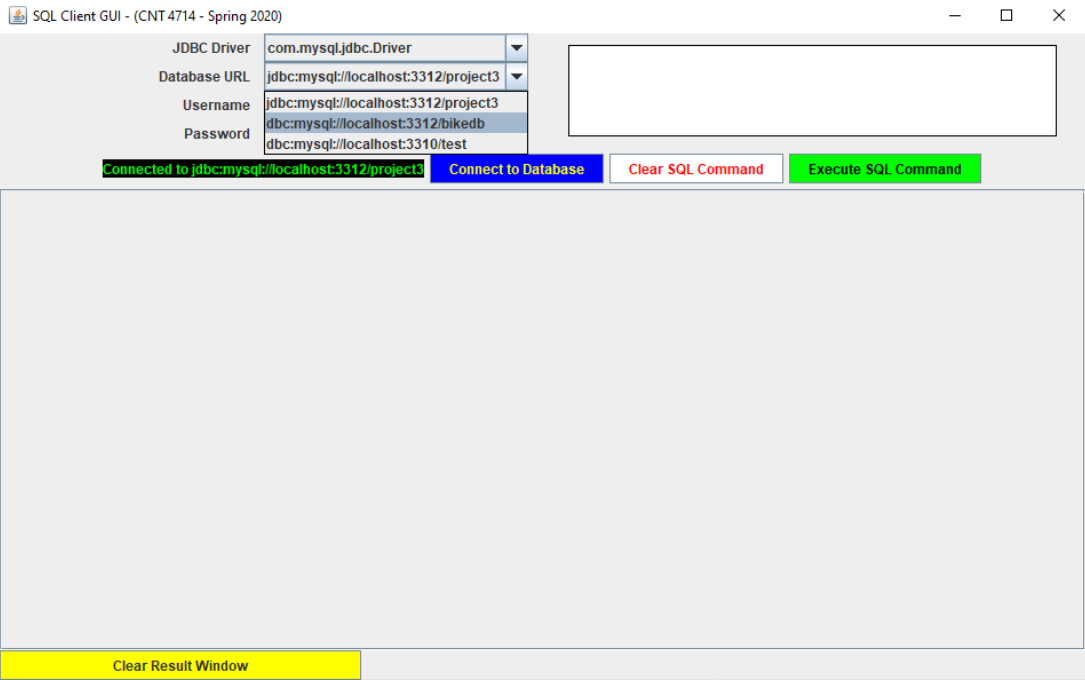 SQL Client GUI - (CNT 4714 - Spring 2020)
JDBC Driver com.mysql.jdbc.Driver
Database URL jdbc:mysql://localhost:3312/project3
Username jdbc:mysql://localhost:3312/project3
dbc:mysql://localhost:3312/bikedb
Password dbc:mysql://localhost:3310/test
Connected to jdbc:mysql://localhost:3312/project3 Connect to Database Clear SQL Command Execute SQL Command
Clear Result Window